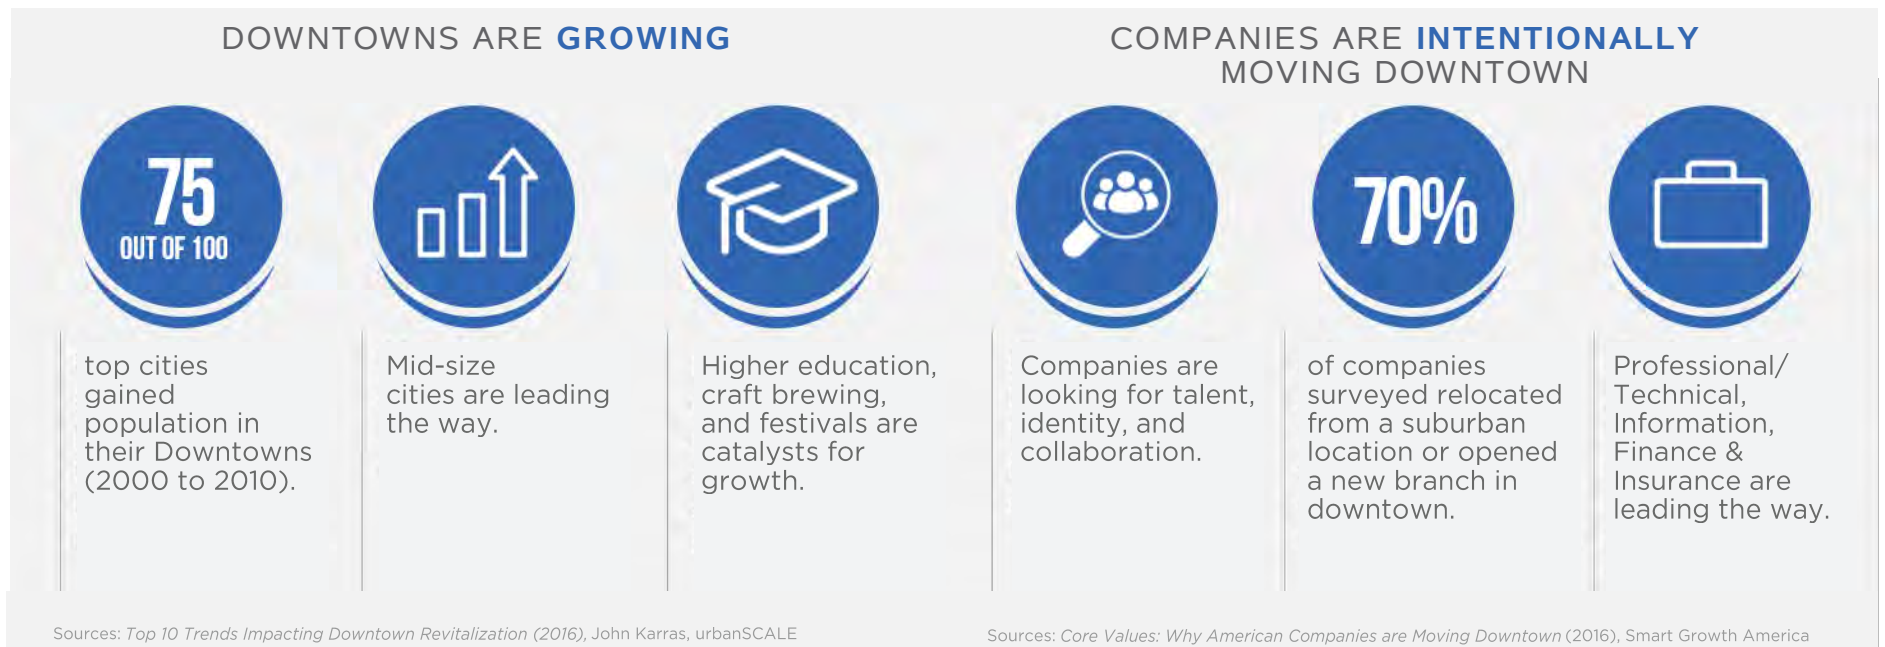 DOWNTOWNS ARE GROWING
75
OUT OF 100
top cities
gained
population in
their Downtowns
(2000 to 2010).
Mid-size
cities are leading
the way.
Higher education,
craft brewing,
and festivals are
catalysts for
growth.
Sources: Top 10 Trends Impacting Downtown Revitalization (2016), John Karras, urbanSCALE
COMPANIES ARE INTENTIONALLY
MOVING DOWNTOWN
Companies are
looking for talent,
identity, and
collaboration.
70%
of companies
surveyed relocated
from a suburban
location or opened
a new branch in
downtown.
Professional/
Technical,
Information,
Finance &
Insurance are
leading the way.
Sources: Core Values: Why American Companies are Moving Downtown (2016), Smart Growth America